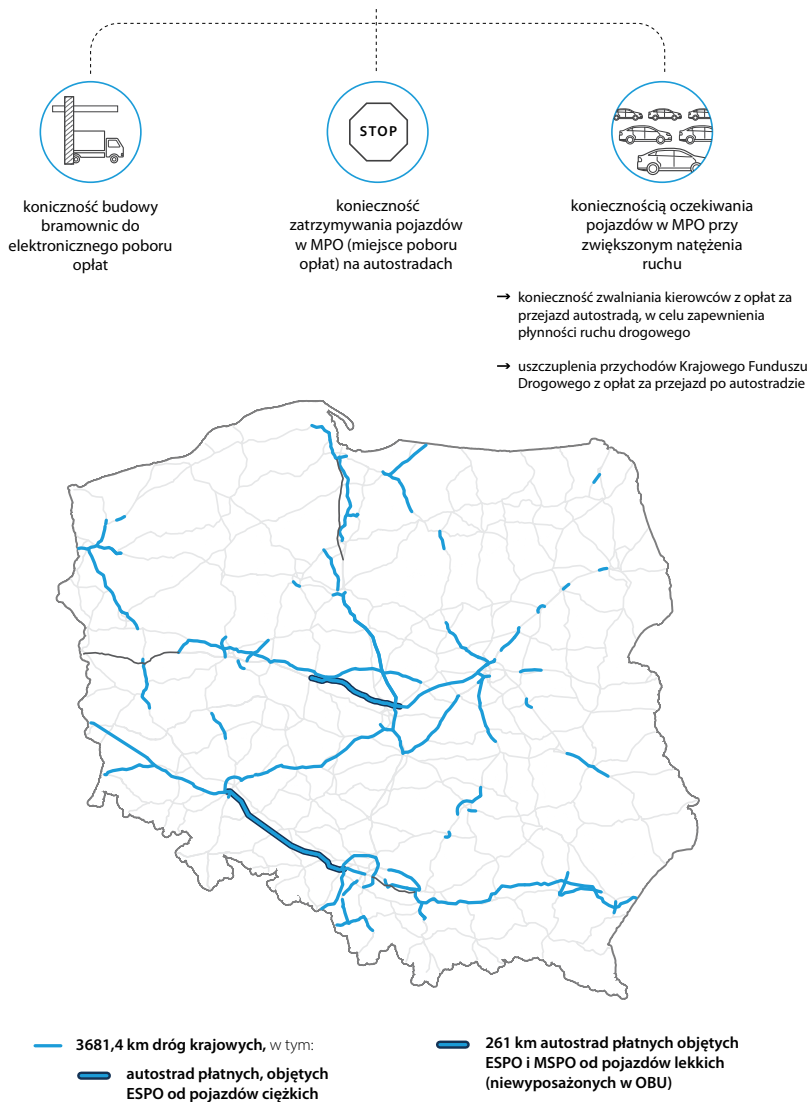 STOP
koniczność budowy
bramownic do
elektronicznego poboru
opłat
konieczność
zatrzymywania pojazdów
w MPO (miejsce poboru
opłat) na autostradach
koniecznością oczekiwania
pojazdów w MPO przy
zwiększonym natężenia
ruchu
→ konieczność zwalniania kierowców z opłat za
przejazd autostradą, w celu zapewnienia
płynności ruchu drogowego
→ uszczuplenia przychodów Krajowego Funduszu
Drogowego z opłat za przejazd po autostradzie
3681,4 km dróg krajowych, w tym:
autostrad płatnych, objętych
ESPO od pojazdów ciężkich
261 km autostrad płatnych objętych
ESPO i MSPO od pojazdów lekkich
(niewyposażonych w OBU)